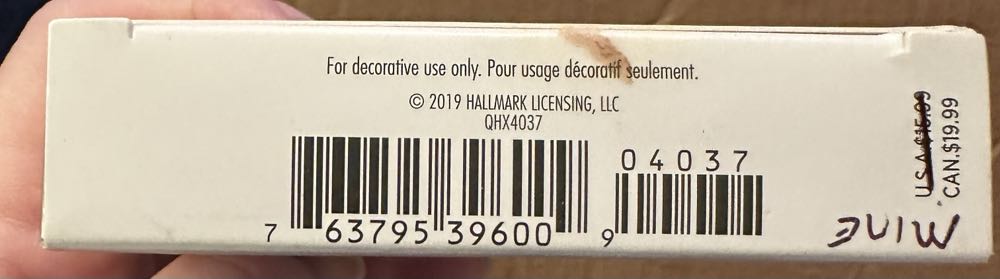 For decorative use only. Pour usage décoratif seulement.
© 2019 HALLMARK LICENSING, LLC
QHX4037
04037
7 63795 39600 9
CAN.$19.99
MINE